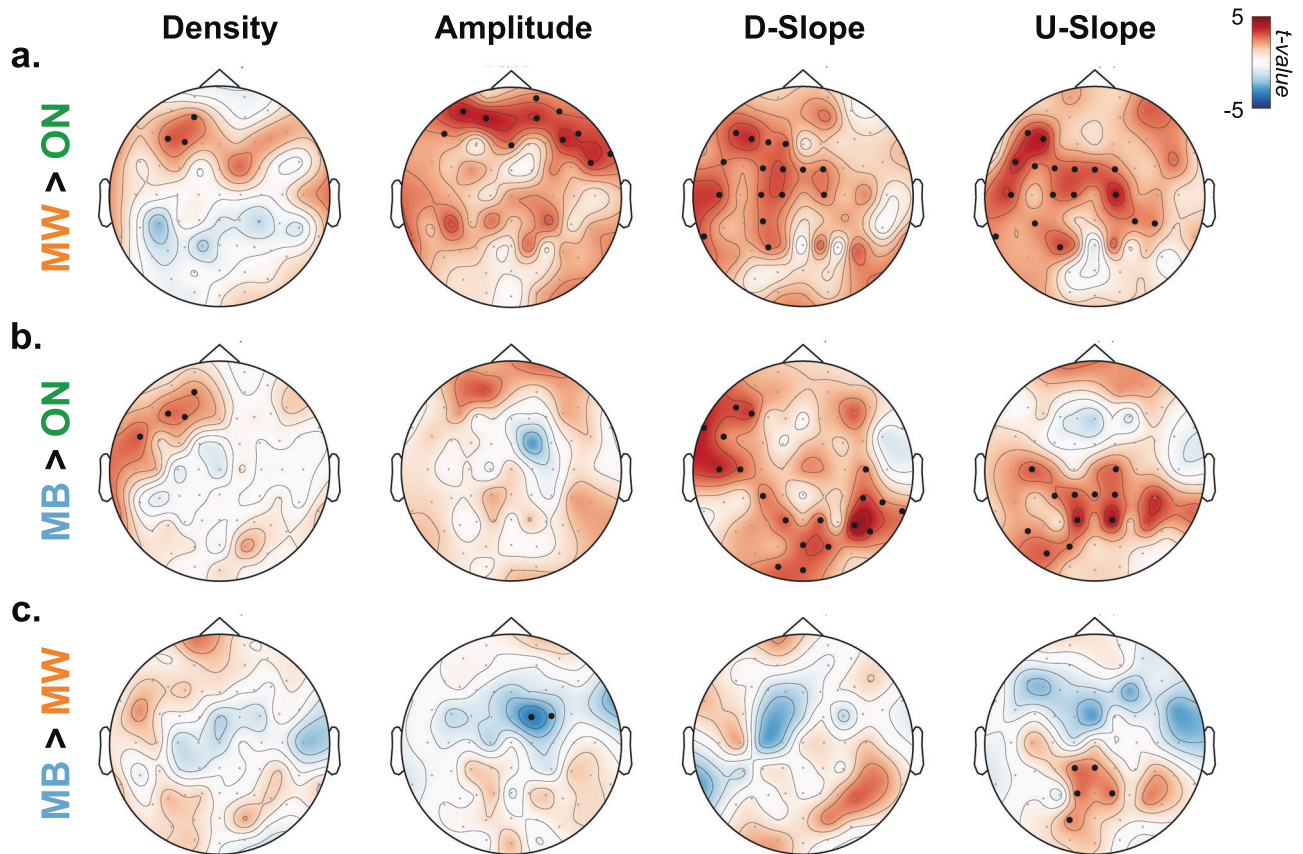 Density Amplitude D-Slope U-Slope
5
-5
t-value
a.
MW > ON
b.
MB > ON
c.
MB > MW